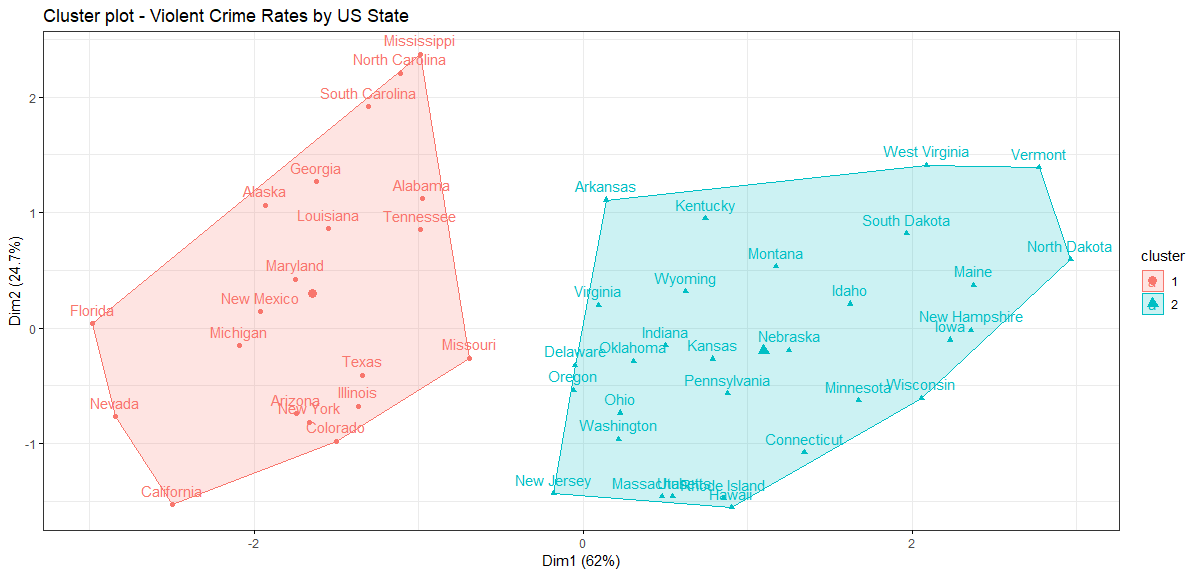 Cluster plot - Violent Crime Rates by US State
Mississippi
North Carolina
South Carolina
Georgia
Alaska
Alabama
Louisiana
Tennessee
Maryland
New Mexico
Florida
Michigan
Missouri
Texas
Illinois
Arizona
New York
Nevada
Colorado
California
West Virginia
Vermont
Arkansas
Kentucky
South Dakota
North Dakota
Montana
Maine
Wyoming
Virginia
Idaho
New Hampshire
Iowa
Indiana
Nebraska
Delaware
Oklahoma
Kansas
Oregon
Pennsylvania
Minnesota
Wisconsin
Ohio
Washington
Connecticut
New Jersey
Massachusetts
Utah
Rhode Island
Hawaii
2
1
0
-1
Dim2 (24.7%)
-2
0
2
Dim1 (62%)
cluster
a 1
a 2